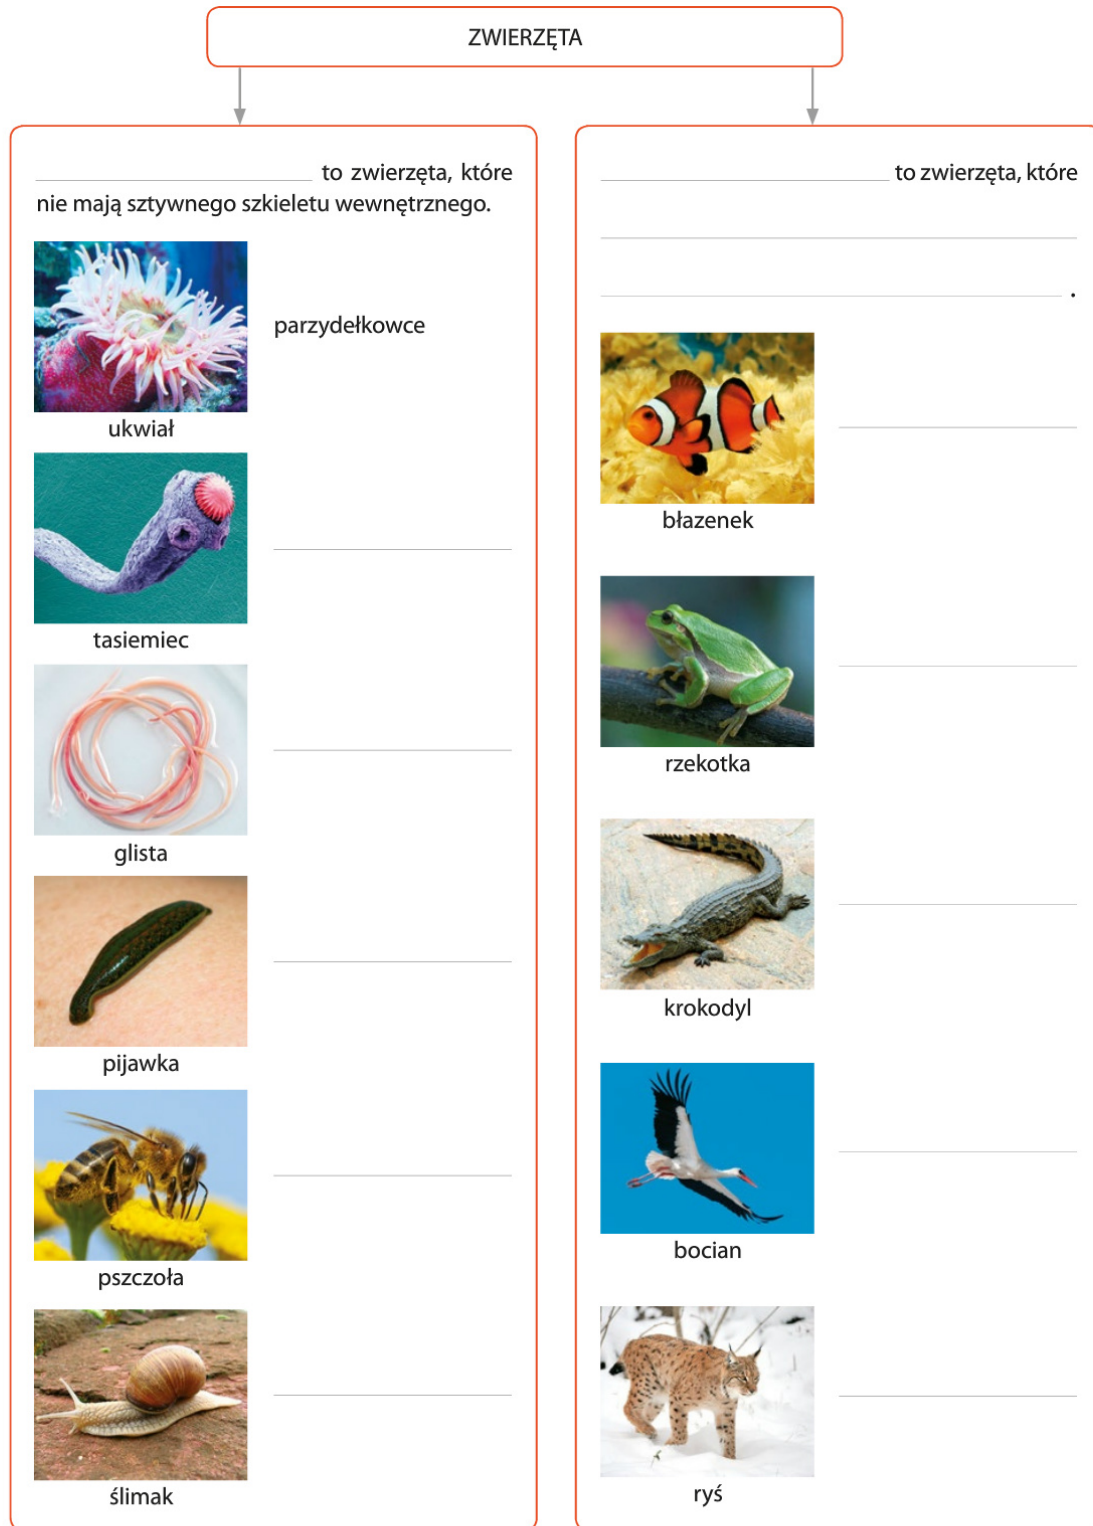 ZWIERZĘTA
to zwierzęta, które
nie mają sztywnego szkieletu wewnętrznego.
parzydełkowce
ukwiał
tasiemiec
glista
pijawka
pszczoła
ślimak
to zwierzęta, które
.
błazenek
rzekotka
krokodyl
bocian
ryś